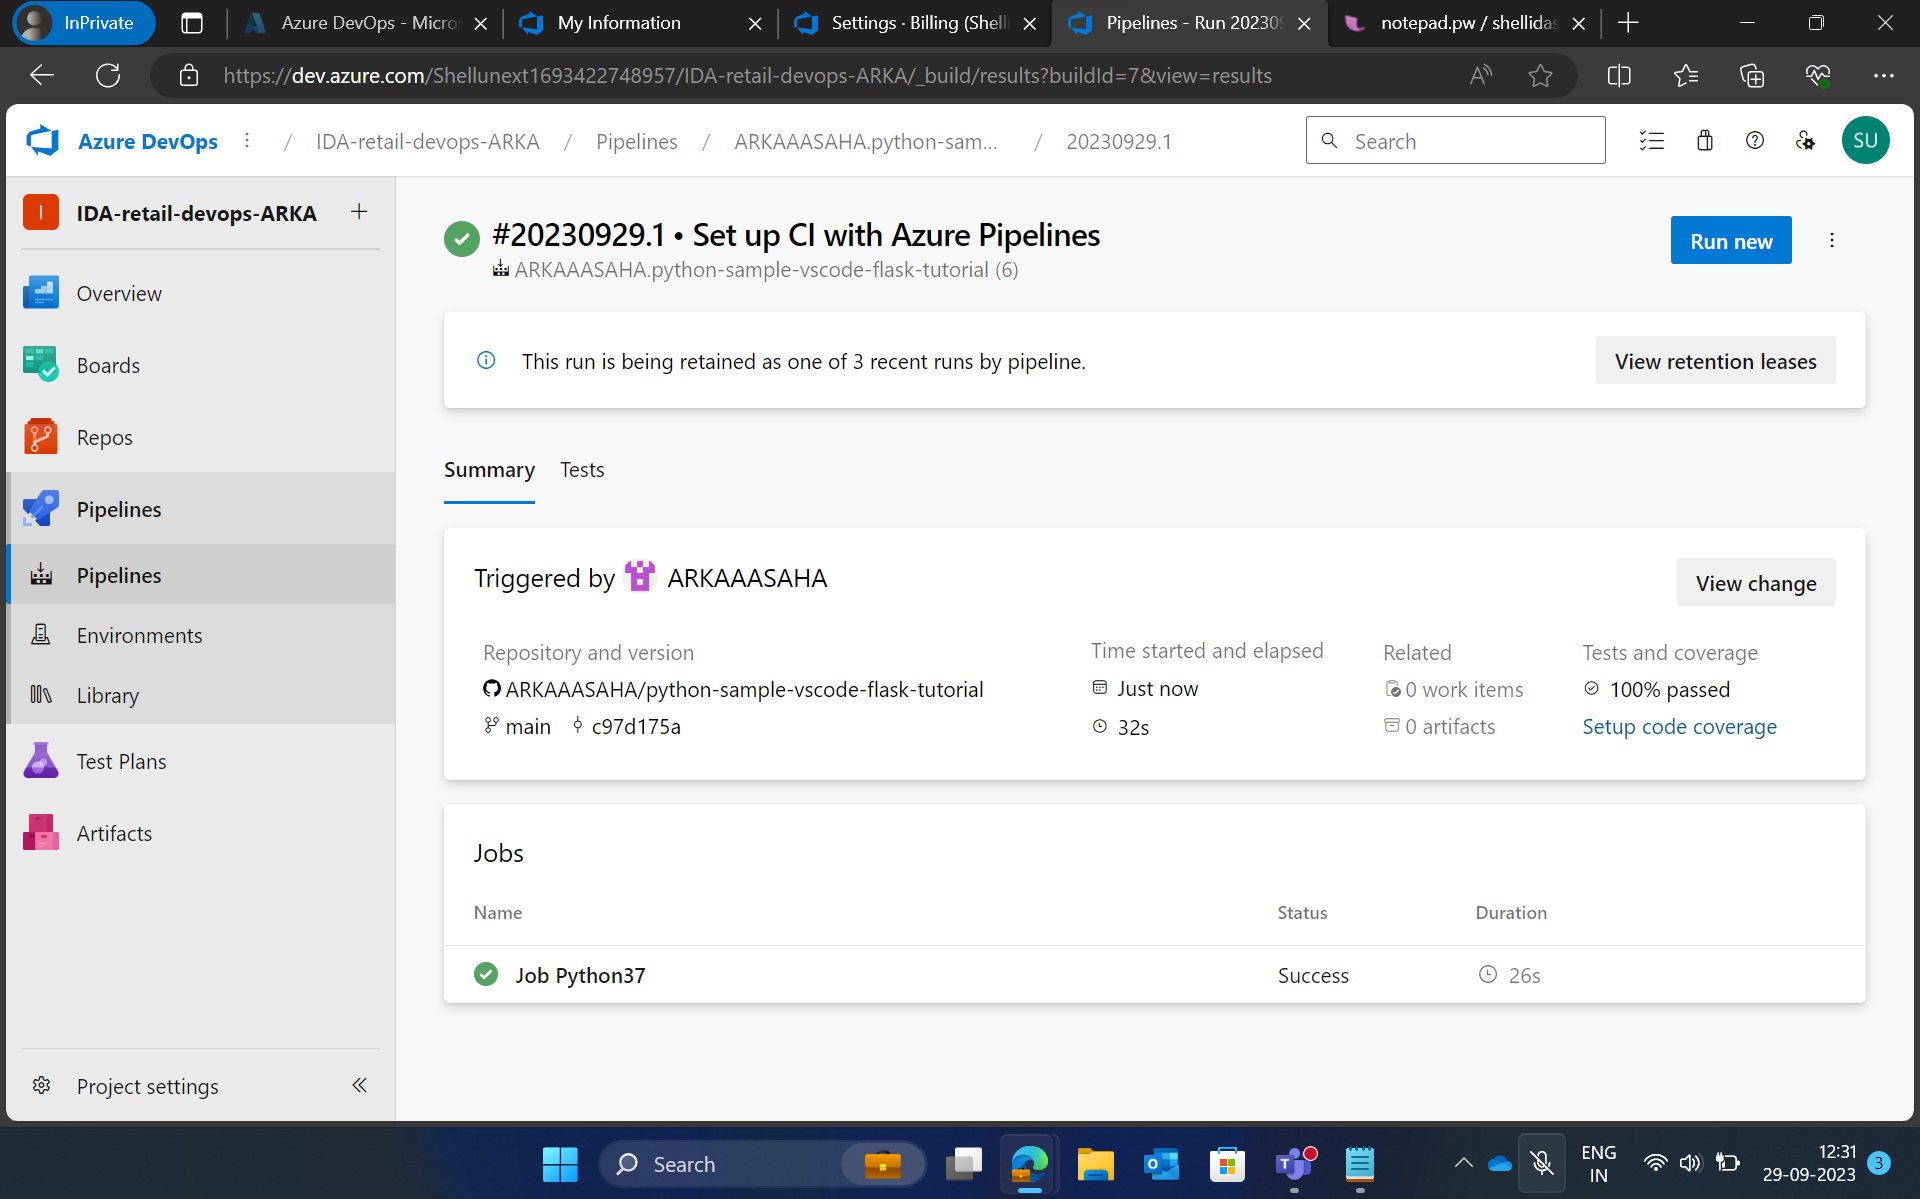 InPrivate
Azure DevOps - Micro
My Information
Settings · Billing (Shell
Pipelines - Run 202309
notepad.pw / shellidas
https://dev.azure.com/Shellunext1693422748957/IDA-retail-devops-ARKA/_build/results?buildId=7&view=results
Azure DevOps / IDA-retail-devops-ARKA / Pipelines / ARKAAASAHA.python-sam... / 20230929.1
Search
SU
I IDA-retail-devops-ARKA
Overview
Boards
Repos
Pipelines
Pipelines
Environments
Library
Test Plans
Artifacts
Project settings
#20230929.1 • Set up CI with Azure Pipelines
ARKAAASAHA.python-sample-vscode-flask-tutorial (6)
Run new
This run is being retained as one of 3 recent runs by pipeline.
View retention leases
Summary Tests
Triggered by ARKAAASAHA
View change
Repository and version
ARKAAASAHA/python-sample-vscode-flask-tutorial
main c97d175a
Time started and elapsed
Just now
32s
Related
0 work items
0 artifacts
Tests and coverage
100% passed
Setup code coverage
Jobs
Name Status Duration
Job Python37 Success 26s
Search
ENG
IN
12:31
29-09-2023
3